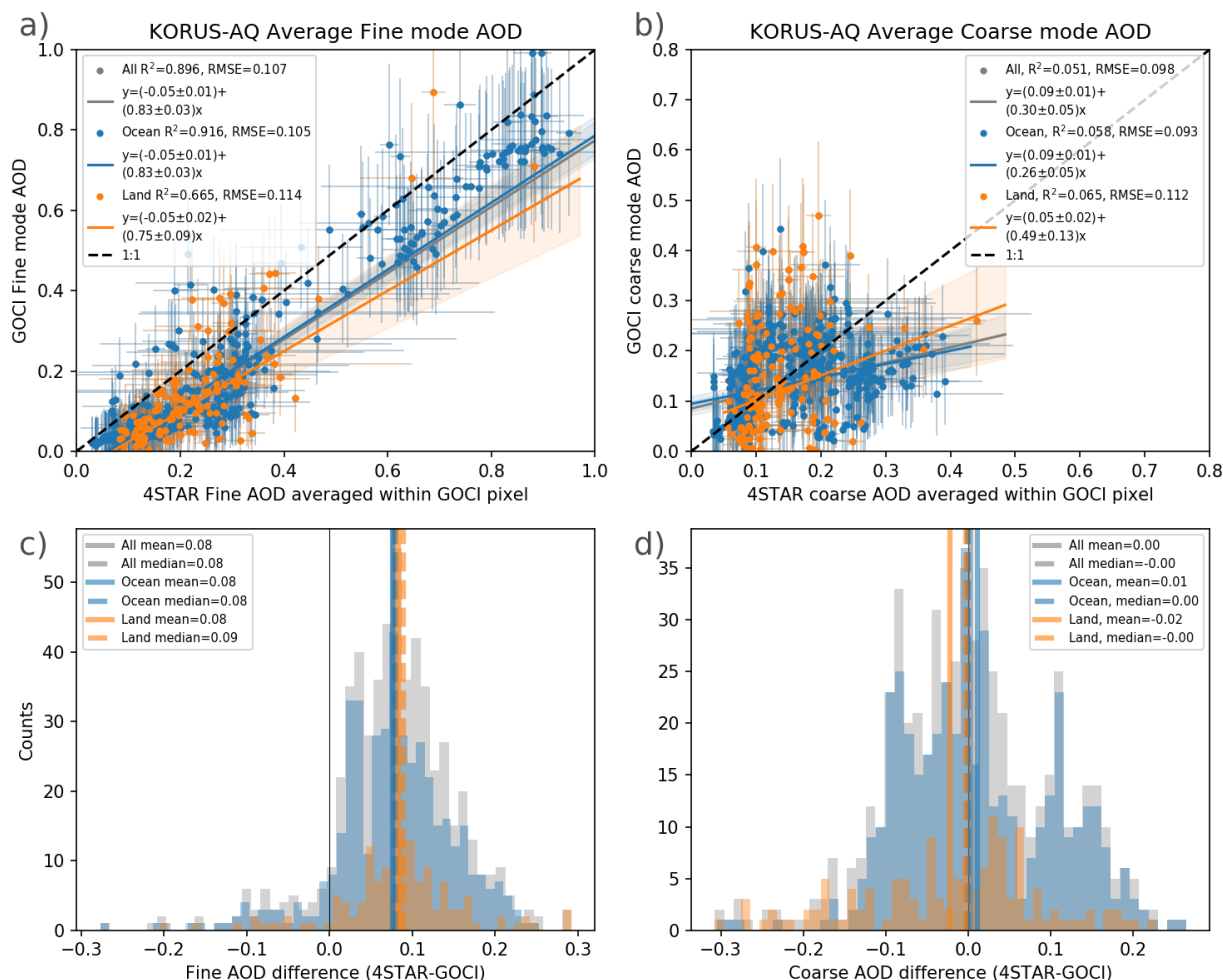 a)
KORUS-AQ Average Fine mode AOD
1.0
0.8
0.6
0.4
0.2
0.0
GOCI Fine mode AOD
All R²=0.896, RMSE=0.107
y=(-0.05±0.01)+
(0.83±0.03)x
Ocean R²=0.916, RMSE=0.105
y=(-0.05±0.01)+
(0.83±0.03)x
Land R²=0.665, RMSE=0.114
y=(-0.05±0.02)+
(0.75±0.09)x
1:1
0.0 0.2 0.4 0.6 0.8 1.0
4STAR Fine AOD averaged within GOCI pixel
b)
KORUS-AQ Average Coarse mode AOD
0.8
0.7
0.6
0.5
0.4
0.3
0.2
0.1
0.0
GOCI coarse mode AOD
All, R²=0.051, RMSE=0.098
y=(0.09±0.01)+
(0.30±0.05)x
Ocean, R²=0.058, RMSE=0.093
y=(0.09±0.01)+
(0.26±0.05)x
Land, R²=0.065, RMSE=0.112
y=(0.05±0.02)+
(0.49±0.13)x
1:1
0.0 0.1 0.2 0.3 0.4 0.5 0.6 0.7 0.8
4STAR coarse AOD averaged within GOCI pixel
c)
50
40
30
20
10
0
Counts
All mean=0.08
All median=0.08
Ocean mean=0.08
Ocean median=0.08
Land mean=0.08
Land median=0.09
−0.3 −0.2 −0.1 0.0 0.1 0.2 0.3
Fine AOD difference (4STAR-GOCI)
d)
35
30
25
20
15
10
5
0
All mean=0.00
All median=-0.00
Ocean, mean=0.01
Ocean, median=0.00
Land, mean=-0.02
Land, median=-0.00
−0.3 −0.2 −0.1 0.0 0.1 0.2
Coarse AOD difference (4STAR-GOCI)